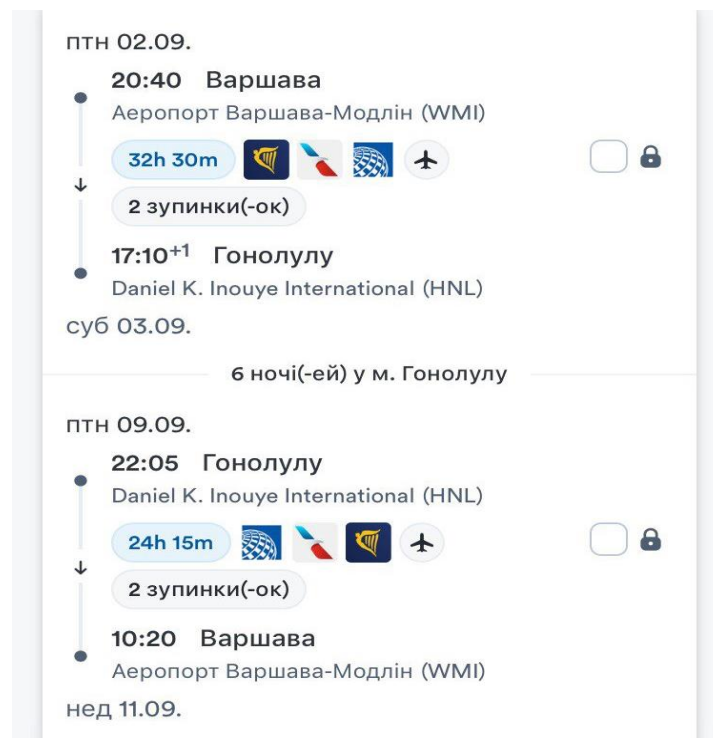 птн 02.09.
20:40 Варшава
Аеропорт Варшава-Модлін (WMI)
32h 30m
2 зупинки(-ок)
17:10+1 Гонолулу
Daniel K. Inouye International (HNL)
суб 03.09.
6 ночі(-ей) у м. Гонолулу
птн 09.09.
22:05 Гонолулу
Daniel K. Inouye International (HNL)
24h 15m
2 зупинки(-ок)
10:20 Варшава
Аеропорт Варшава-Модлін (WMI)
нед 11.09.